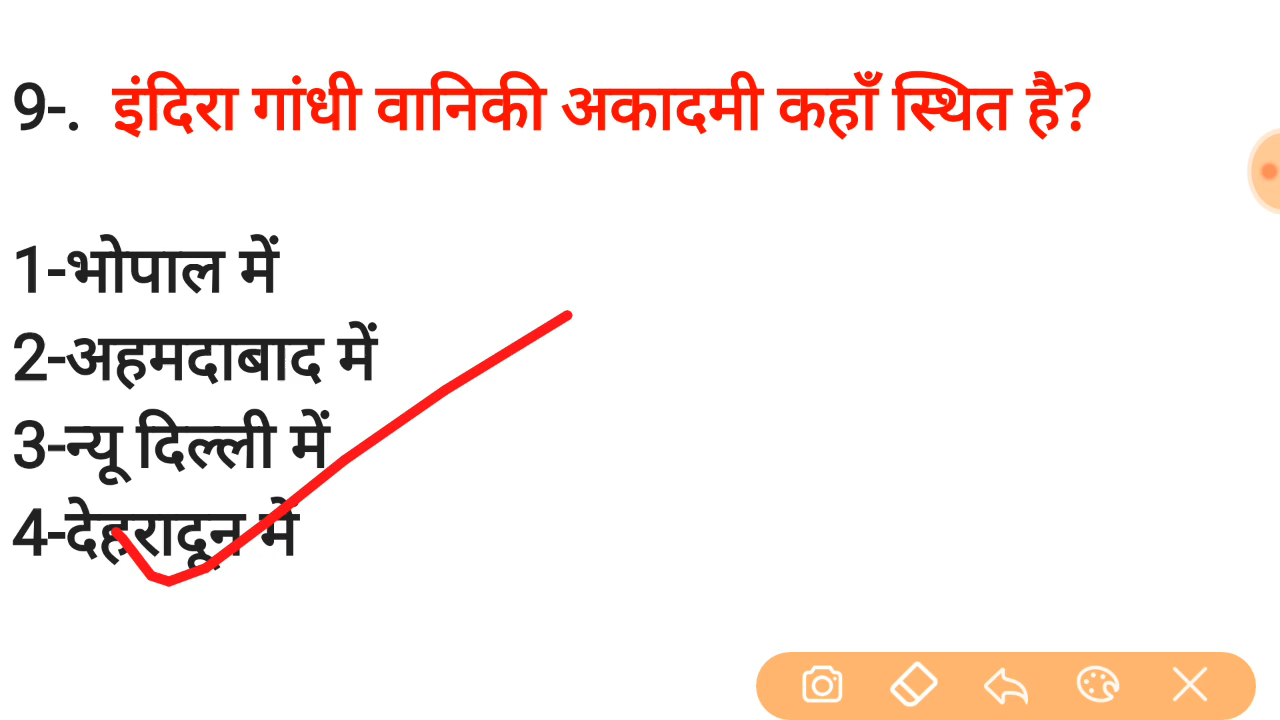 9-. इंदिरा गांधी वानिकी अकादमी कहाँ स्थित है?
1-भोपाल में
2-अहमदाबाद में
3-न्यू दिल्ली में
4-देहरादून में